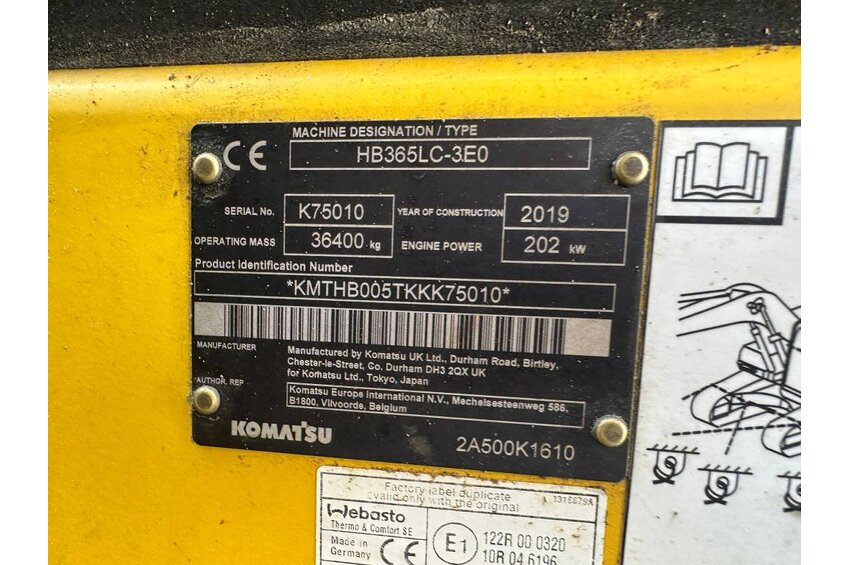 CE
MACHINE DESIGNATION / TYPE
HB365LC-3E0
SERIAL No. K75010 YEAR OF CONSTRUCTION 2019
OPERATING MASS 36400 kg ENGINE POWER 202 kW
Product Identification Number
*KMTHB005TKKK75010*
MANUFACTURER
Manufactured by Komatsu UK Ltd., Durham Road, Birtley,
Chester-le-Street, Co. Durham DH3 2QX UK
for Komatsu Ltd., Tokyo, Japan
AUTHOR. REP
Komatsu Europe International N.V., Mechelsesteenweg 586,
B1800, Vilvoorde, Belgium
KOMATSU
2A500K1610
Factory label duplicate
valid only with the original
Webasto
Thermo & Comfort SE
Made in
Germany
CE
E1
122R 00 0320
10R 04 6196